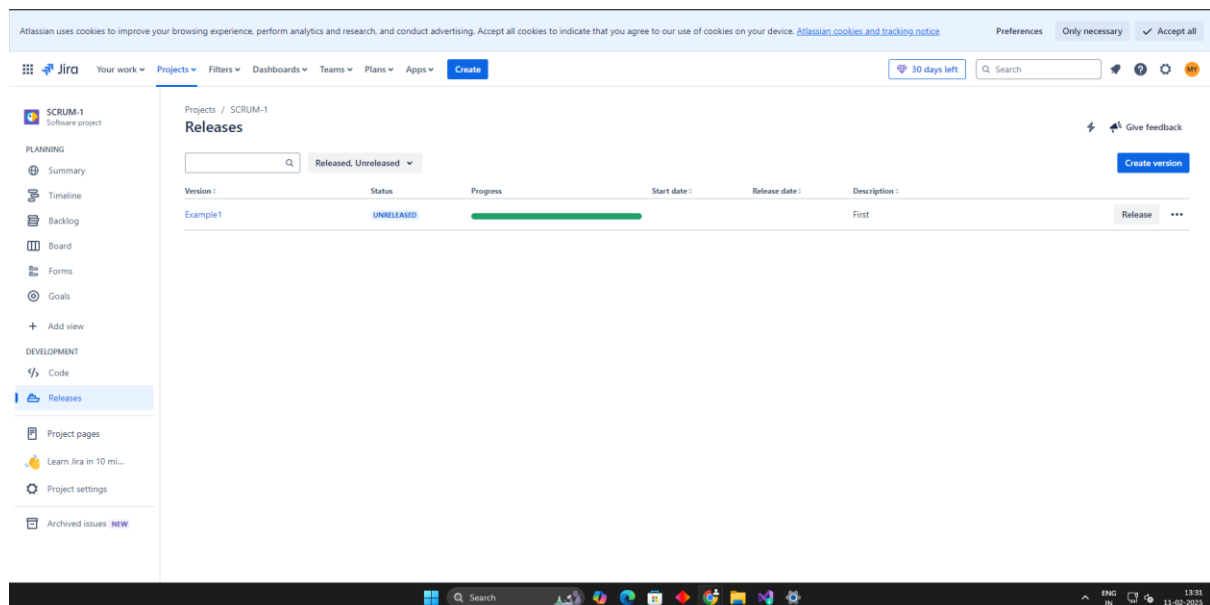 Atlassian uses cookies to improve your browsing experience, perform analytics and research, and conduct advertising. Accept all cookies to indicate that you agree to our use of cookies on your device. Atlassian cookies and tracking notice Preferences Only necessary Accept all
Jira Your work Projects Filters Dashboards Teams Plans Apps Create 30 days left Search MY
SCRUM-1
Software project
PLANNING
Summary
Timeline
Backlog
Board
Forms
Goals
Add view
DEVELOPMENT
Code
Releases
Project pages
Learn Jira in 10 mi...
Project settings
Archived issues NEW
Projects / SCRUM-1
Releases
Give feedback
Released, Unreleased
Create version
Version Status Progress Start date Release date Description
Example1 UNRELEASED First Release
Search
ENG
IN
13:31
11-02-2025